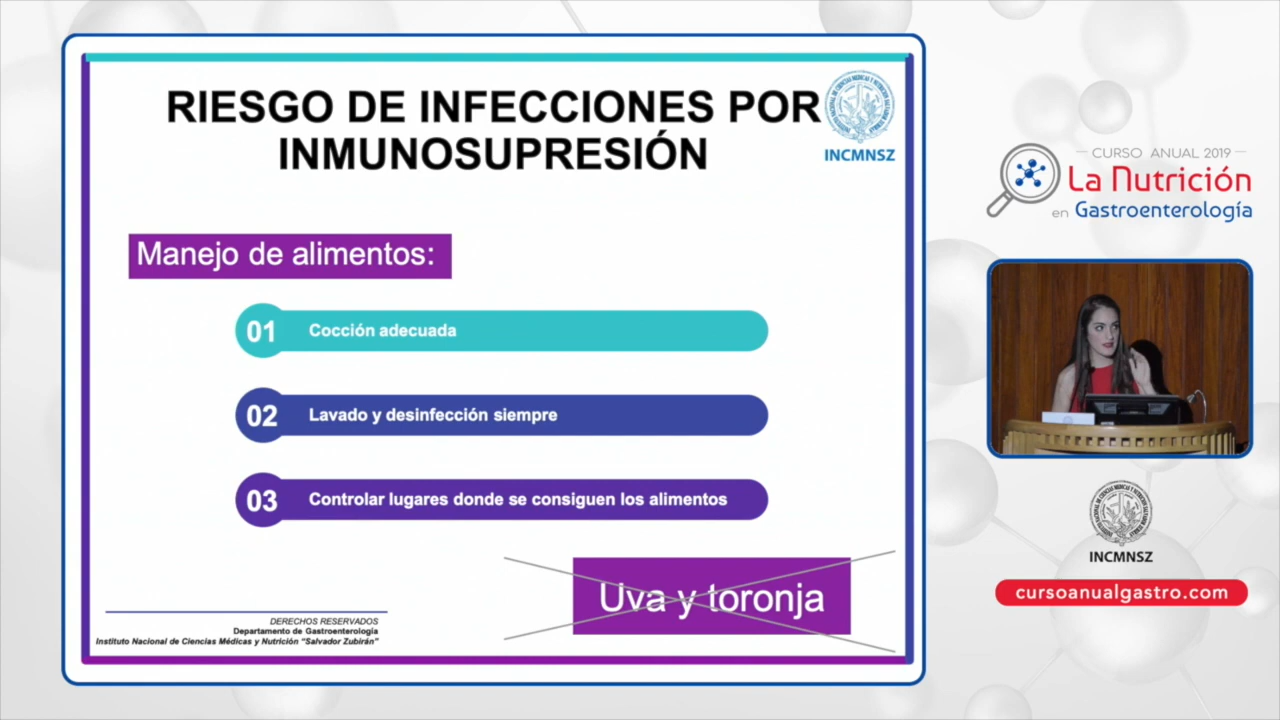 RIESGO DE INFECCIONES POR
INMUNOSUPRESIÓN
INCMNSZ
Manejo de alimentos:
01 Cocción adecuada
02 Lavado y desinfección siempre
03 Controlar lugares donde se consiguen los alimentos
Uva y toronja
DERECHOS RESERVADOS
Departamento de Gastroenterología
Instituto Nacional de Ciencias Médicas y Nutrición "Salvador Zubirán"
CURSO ANUAL 2019
La Nutrición
en Gastroenterología
INCMNSZ
cursoanualgastro.com